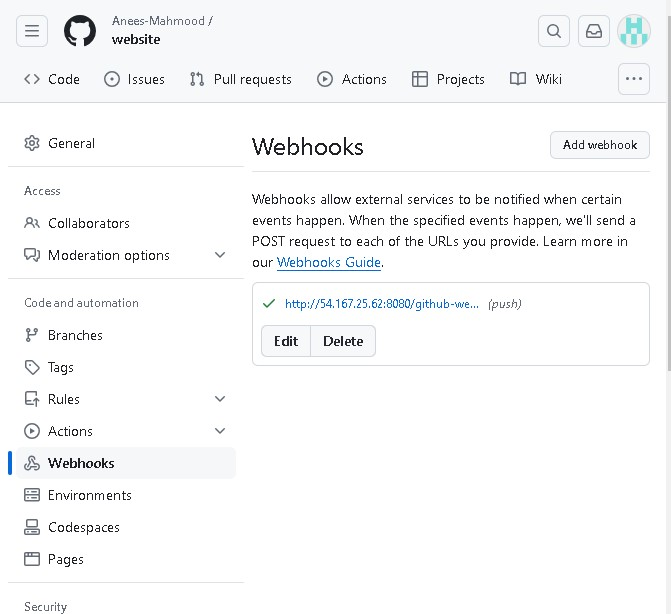 Anees-Mahmood /
website
Code
Issues
Pull requests
Actions
Projects
Wiki
General
Access
Collaborators
Moderation options
Code and automation
Branches
Tags
Rules
Actions
Webhooks
Environments
Codespaces
Pages
Security
Webhooks
Add webhook
Webhooks allow external services to be notified when certain
events happen. When the specified events happen, we'll send a
POST request to each of the URLs you provide. Learn more in
our Webhooks Guide.
http://54.167.25.62:8080/github-we... (push)
Edit
Delete